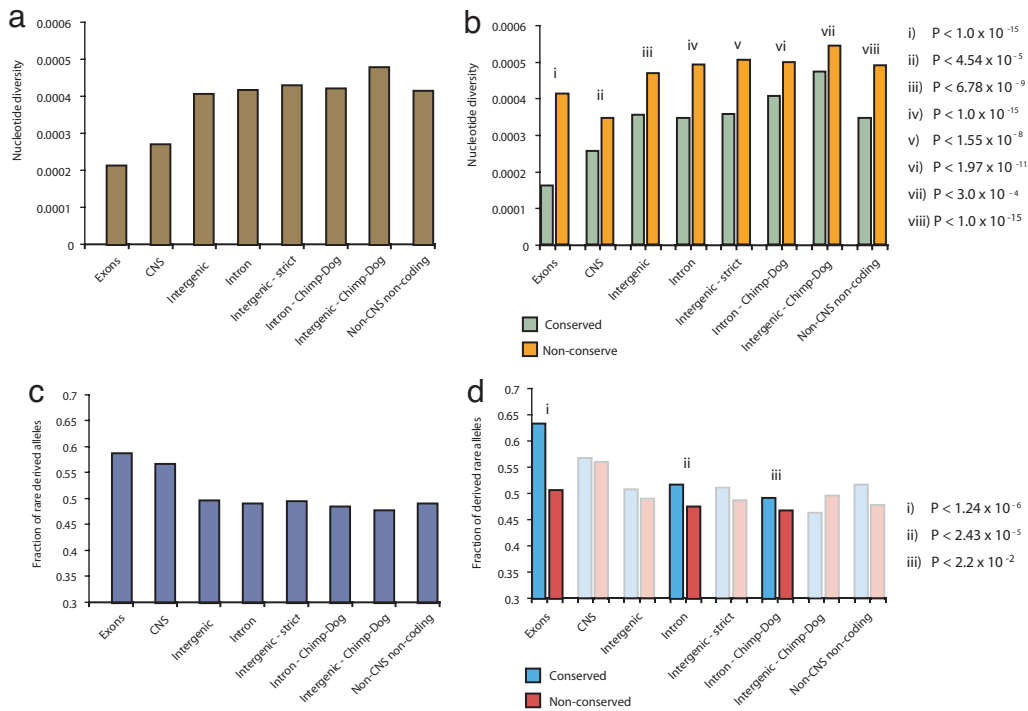 a
Nucleotide diversity
0.0006
0.0005
0.0004
0.0003
0.0002
0.0001
0
Exons
CNS
Intergenic
Intron
Intergenic - strict
Intron - Chimp-Dog
Intergenic - Chimp-Dog
Non-CNS non-coding
b
Nucleotide diversity
0.0006
0.0005
0.0004
0.0003
0.0002
0.0001
0
i
ii
iii
iv
v
vi
vii
viii
Exons
CNS
Intergenic
Intron
Intergenic - strict
Intron - Chimp-Dog
Intergenic - Chimp-Dog
Non-CNS non-coding
Conserved
Non-conserve
i) P < 1.0 x 10 -15
ii) P < 4.54 x 10 -5
iii) P < 6.78 x 10 -9
iv) P < 1.0 x 10 -15
v) P < 1.55 x 10 -8
vi) P < 1.97 x 10 -11
vii) P < 3.0 x 10 -4
viii) P < 1.0 x 10 -15
c
Fraction of rare derived alleles
0.7
0.65
0.6
0.55
0.5
0.45
0.4
0.35
0.3
Exons
CNS
Intergenic
Intron
Intergenic - strict
Intron - Chimp-Dog
Intergenic - Chimp-Dog
Non-CNS non-coding
d
Fraction of derived rare alleles
0.7
0.65
0.6
0.55
0.5
0.45
0.4
0.35
0.3
i
ii
iii
Exons
CNS
Intergenic
Intron
Intergenic - strict
Intron - Chimp-Dog
Intergenic - Chimp-Dog
Non-CNS non-coding
Conserved
Non-conserved
i) P < 1.24 x 10 -6
ii) P < 2.43 x 10 -5
iii) P < 2.2 x 10 -2